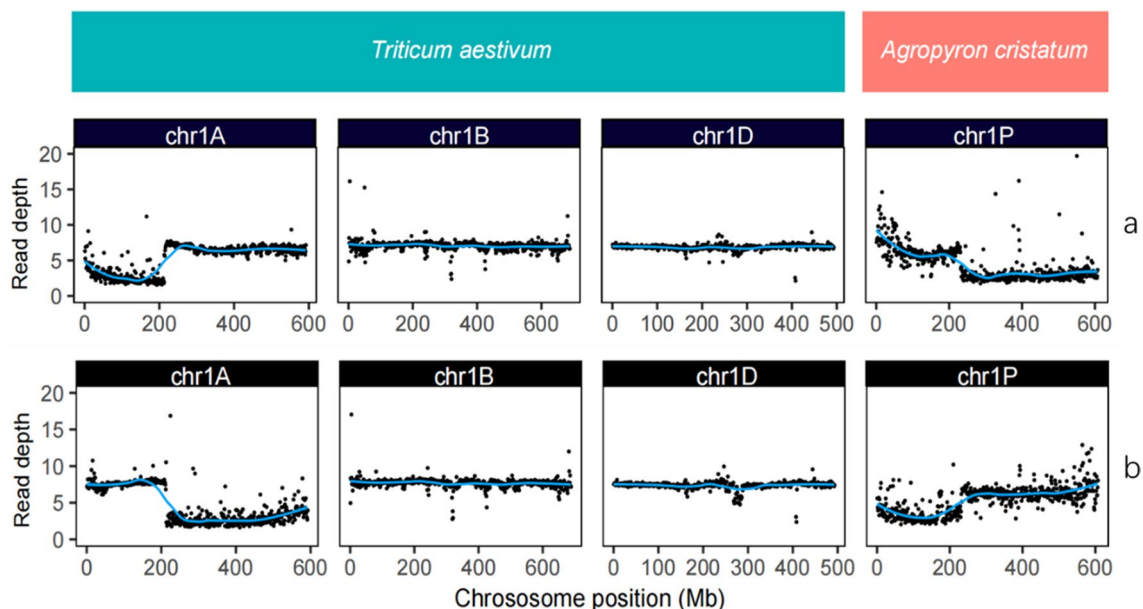 Triticum aestivum Agropyron cristatum
chr1A chr1B chr1D chr1P
20
15
10
5
0
Read depth
0 200 400 600 0 200 400 600 0 100 200 300 400 500 0 200 400 600
a
chr1A chr1B chr1D chr1P
20
15
10
5
0
Read depth
0 200 400 600 0 200 400 600 0 100 200 300 400 500 0 200 400 600
b
Chrososome position (Mb)